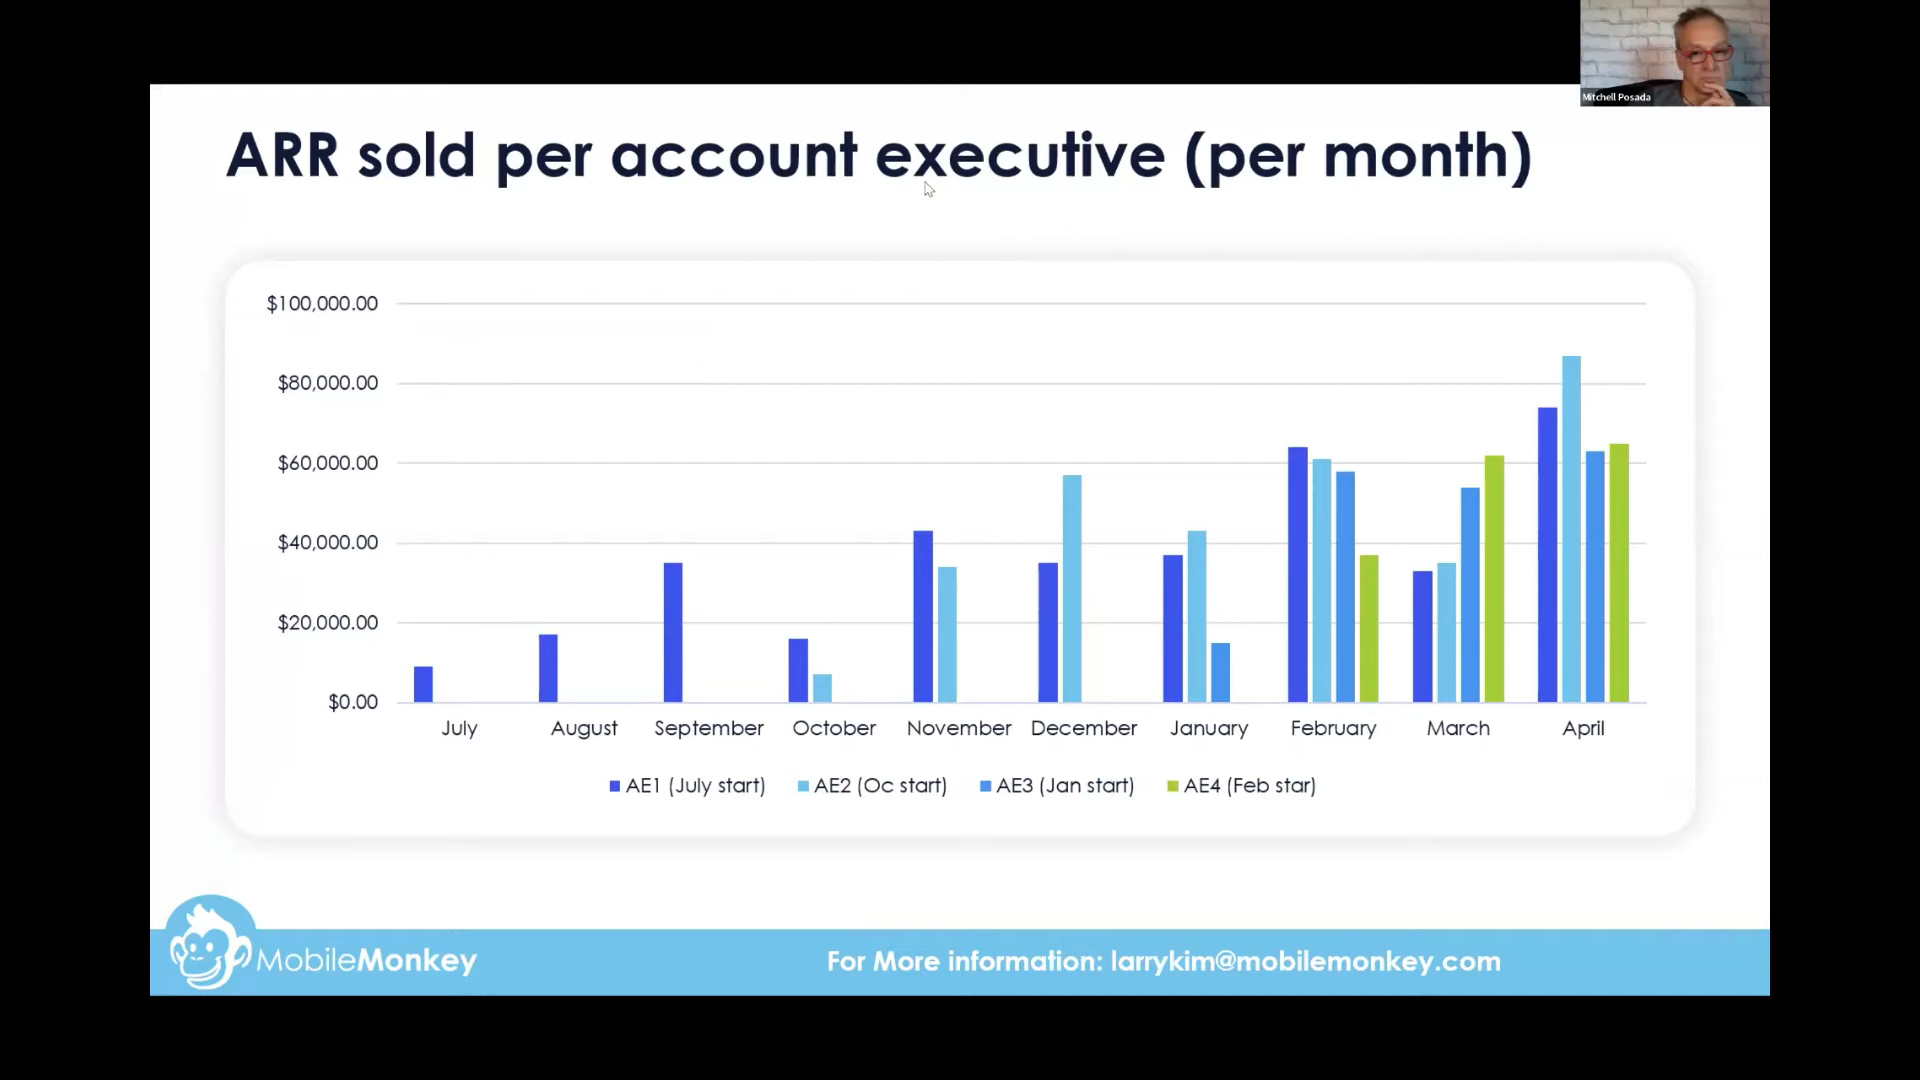 Mitchell Posada
ARR sold per account executive (per month)
$100,000.00
$80,000.00
$60,000.00
$40,000.00
$20,000.00
$0.00
July August September October November December January February March April
AE1 (July start) AE2 (Oc start) AE3 (Jan start) AE4 (Feb star)
MobileMonkey
For More information: larrykim@mobilemonkey.com